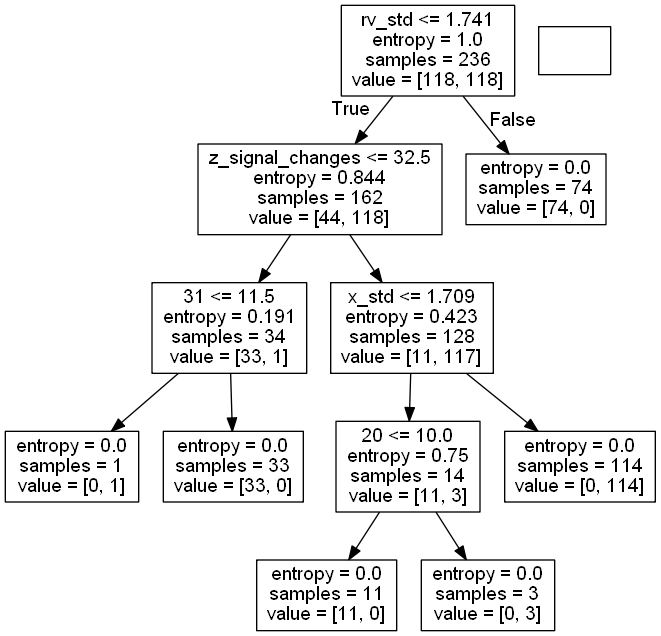 rv_std <= 1.741
entropy = 1.0
samples = 236
value = [118, 118]
True
False
z_signal_changes <= 32.5
entropy = 0.844
samples = 162
value = [44, 118]
entropy = 0.0
samples = 74
value = [74, 0]
31 <= 11.5
entropy = 0.191
samples = 34
value = [33, 1]
x_std <= 1.709
entropy = 0.423
samples = 128
value = [11, 117]
entropy = 0.0
samples = 1
value = [0, 1]
entropy = 0.0
samples = 33
value = [33, 0]
20 <= 10.0
entropy = 0.75
samples = 14
value = [11, 3]
entropy = 0.0
samples = 114
value = [0, 114]
entropy = 0.0
samples = 11
value = [11, 0]
entropy = 0.0
samples = 3
value = [0, 3]